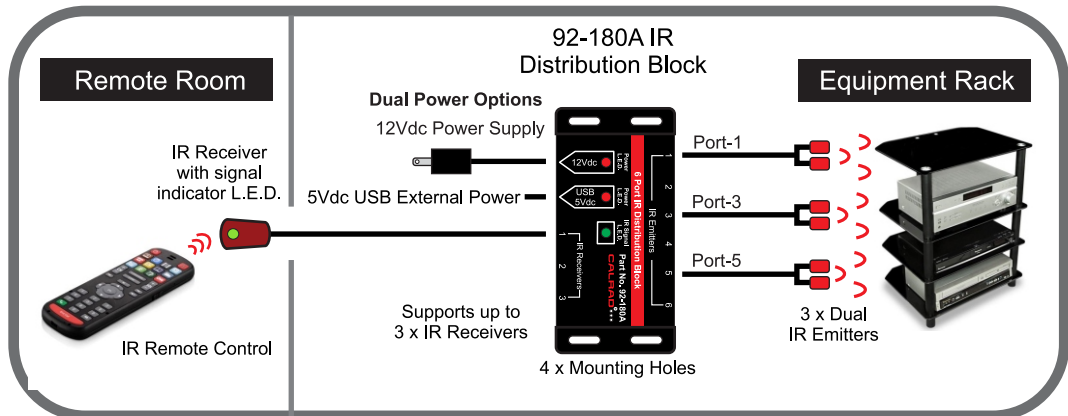 92-180A IR
Distribution Block
Remote Room
Equipment Rack
Dual Power Options
12Vdc Power Supply
5Vdc USB External Power
IR Receiver
with signal
indicator L.E.D.
IR Remote Control
Supports up to
3 x IR Receivers
12Vdc
Power
L.E.D.
USB
5Vdc
Power
L.E.D.
IR Signal
L.E.D.
1
2
3
IR Receivers
6 Port IR Distribution Block
Part No. 92-180A
CALRAD
IR Emitters
1
2
3
4
5
6
4 x Mounting Holes
Port-1
Port-3
Port-5
3 x Dual
IR Emitters